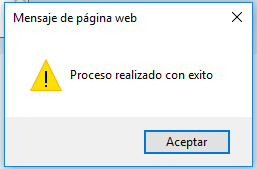 Mensaje de página web
Proceso realizado con exito
Aceptar